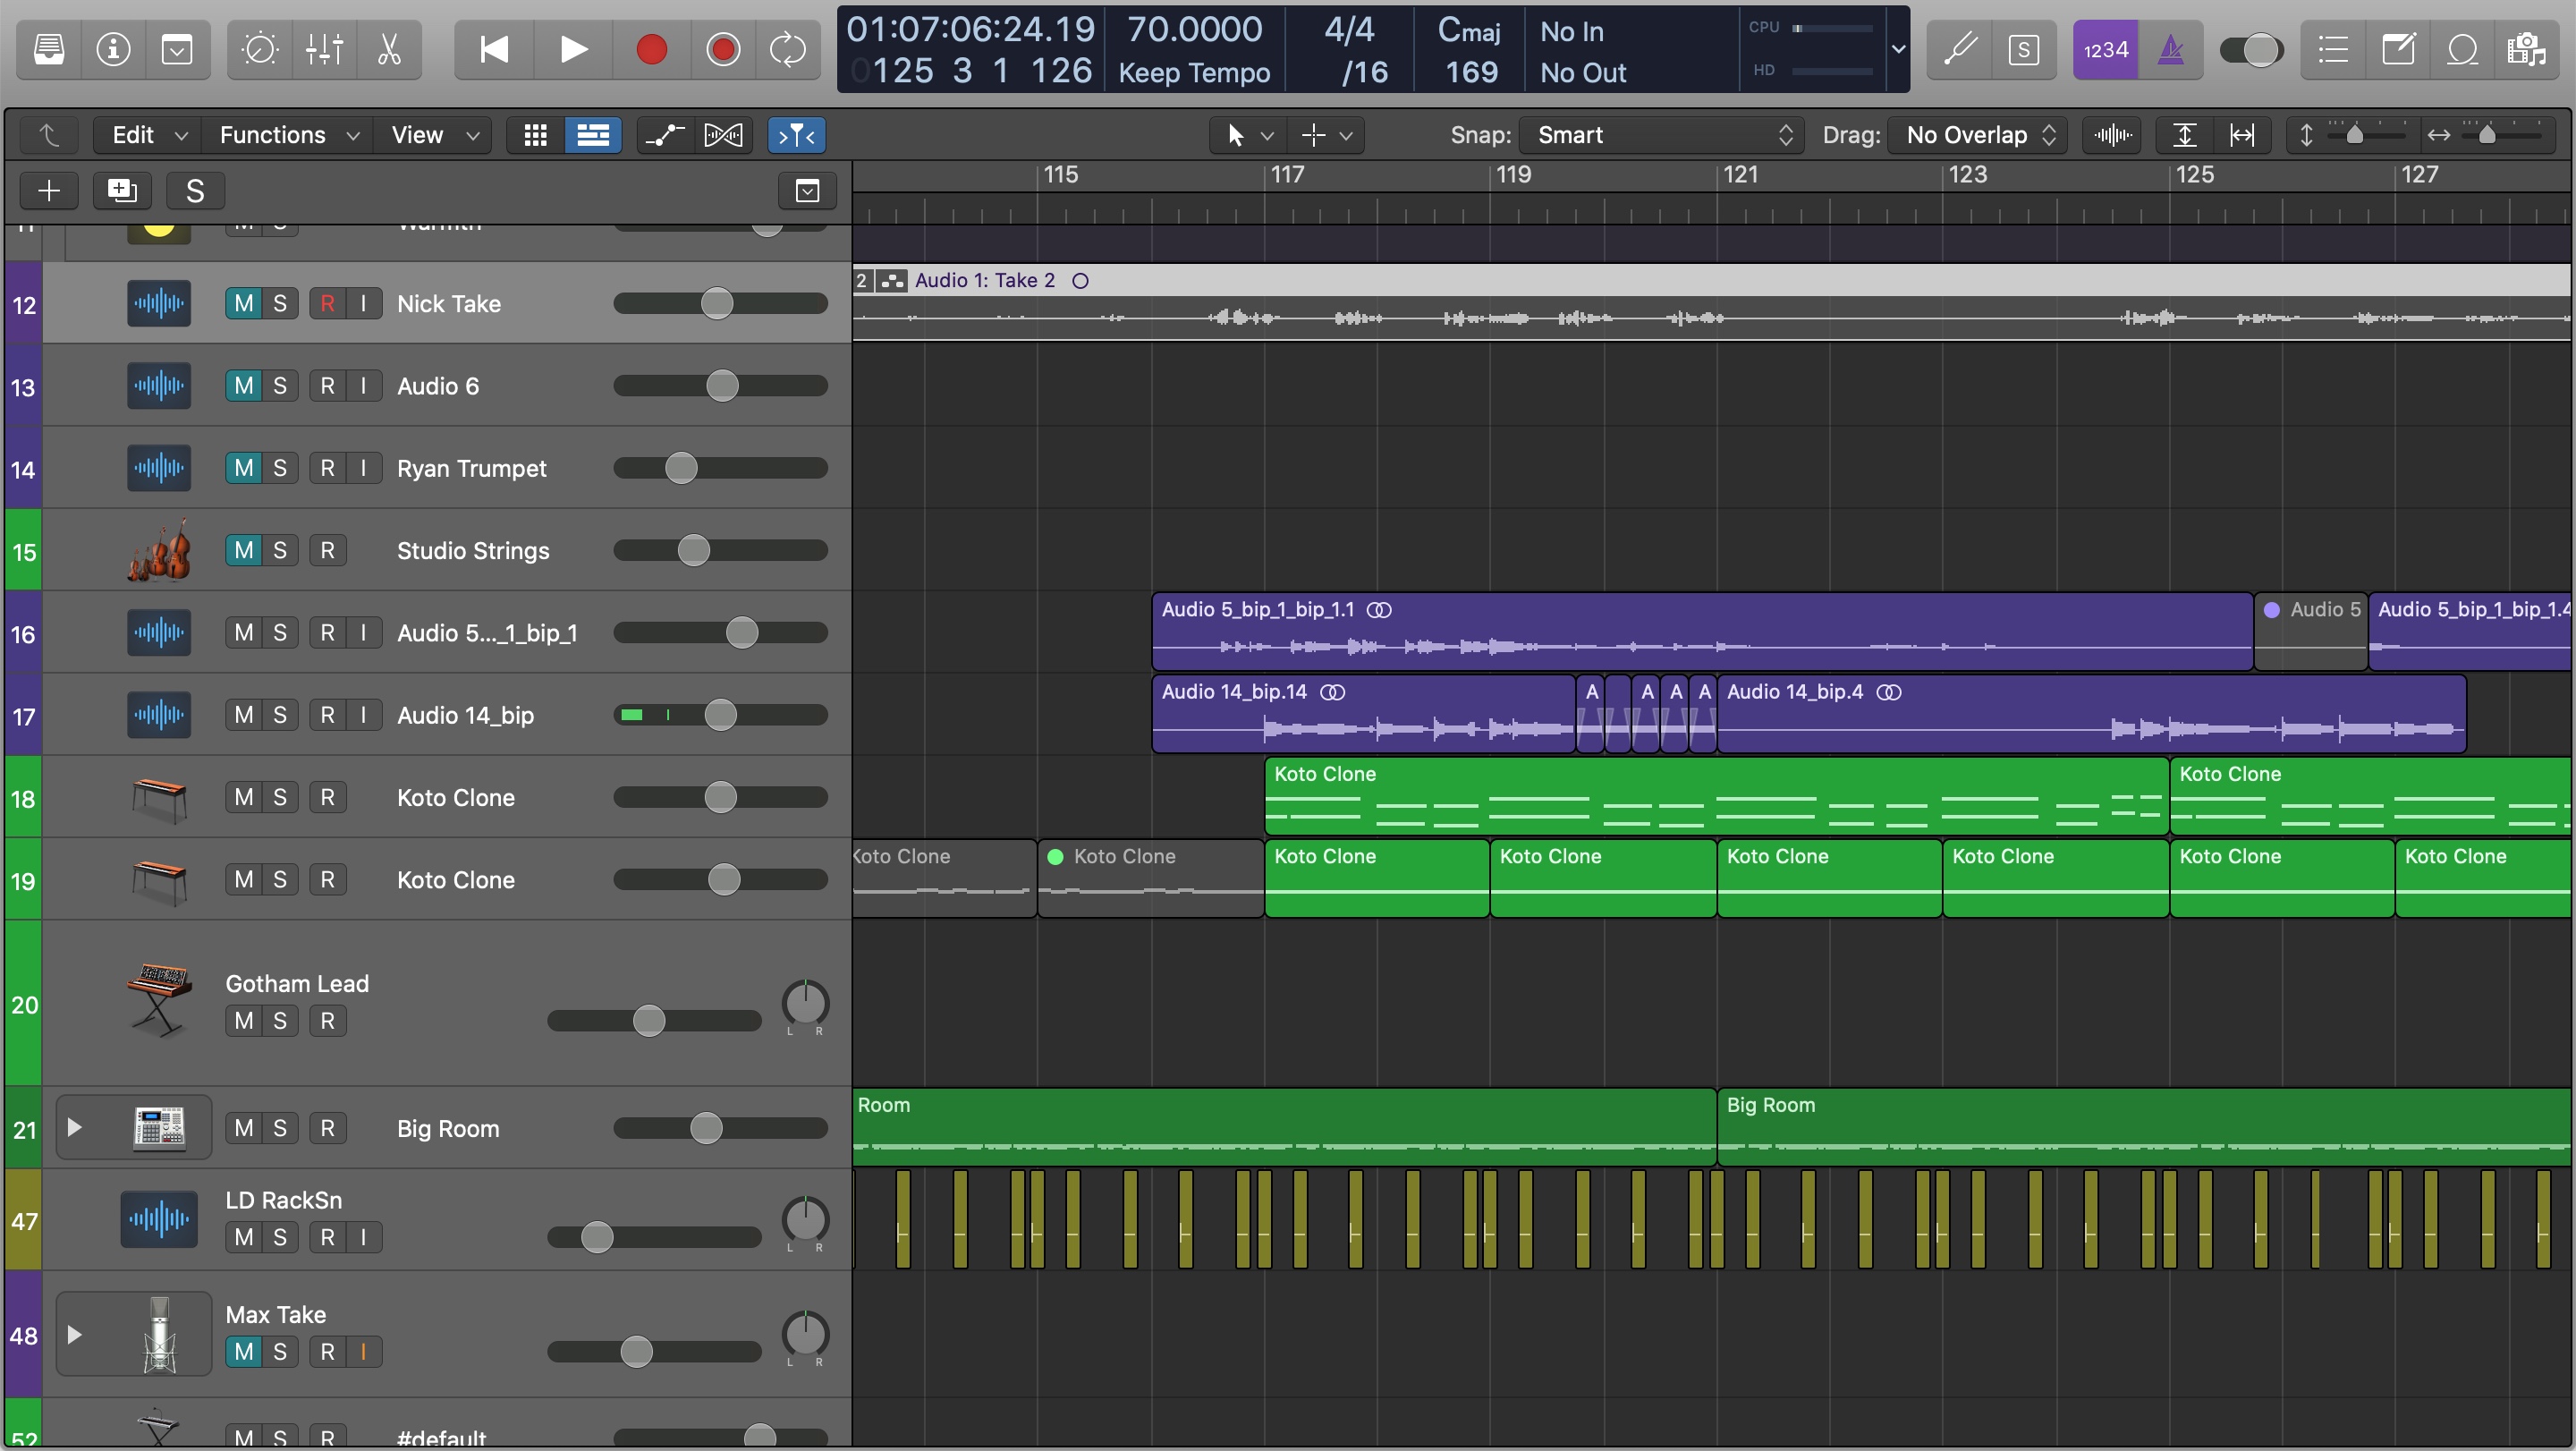 01:07:06:24.19 70.0000 4/4 Cmaj No In CPU
0125 3 1 126 Keep Tempo /16 169 No Out HD
S 1234
Edit Functions View Snap: Smart Drag: No Overlap
S 115 117 119 121 123 125 127
11 M S Warmth
2 Audio 1: Take 2
12 M S R I Nick Take
13 M S R I Audio 6
14 M S R I Ryan Trumpet
15 M S R Studio Strings
Audio 5_bip_1_bip_1.1 Audio 5 Audio 5_bip_1_bip_1.4
16 M S R I Audio 5..._1_bip_1
Audio 14_bip.14 A A A A Audio 14_bip.4
17 M S R I Audio 14_bip
Koto Clone Koto Clone
18 M S R Koto Clone
Koto Clone Koto Clone Koto Clone Koto Clone Koto Clone Koto Clone Koto Clone Koto Clone
19 M S R Koto Clone
Gotham Lead
20 M S R L R
Room Big Room
21 M S R Big Room
LD RackSn
47 M S R I L R
Max Take
48 M S R I L R
52 M S R #default